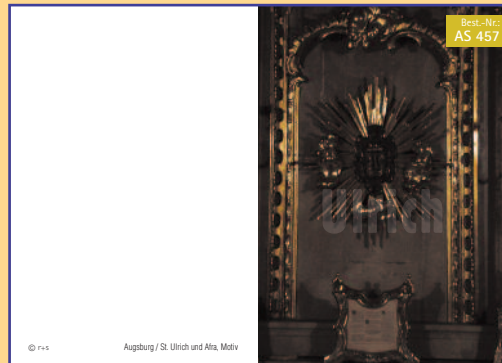 Best.-Nr.:
AS 457
Ulrich
© r+s
Augsburg / St. Ulrich und Afra, Motiv